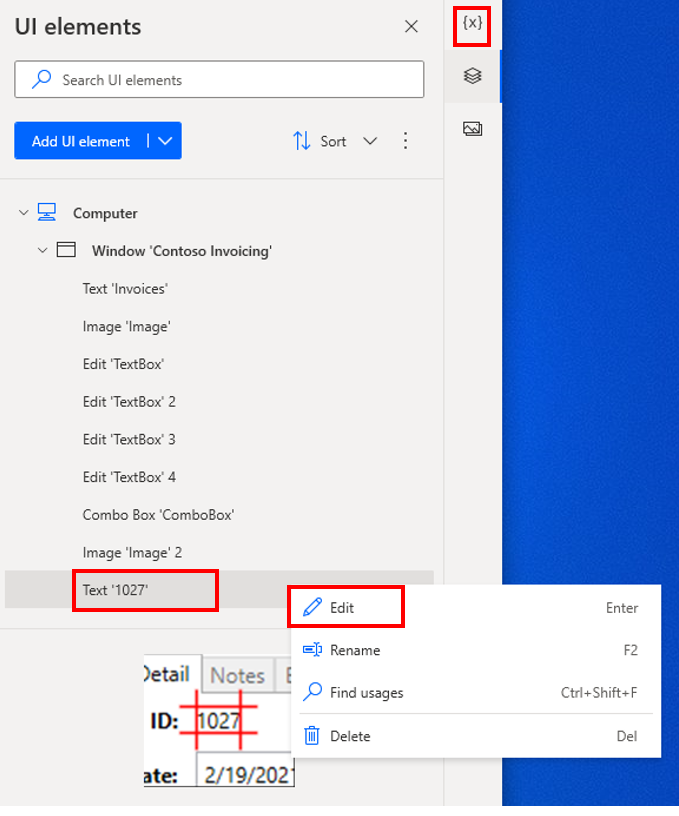 UI elements
{x}
Search UI elements
Add UI element
Sort
Computer
Window 'Contoso Invoicing'
Text 'Invoices'
Image 'Image'
Edit 'TextBox'
Edit 'TextBox' 2
Edit 'TextBox' 3
Edit 'TextBox' 4
Combo Box 'ComboBox'
Image 'Image' 2
Text '1027'
Edit Enter
Rename F2
Find usages Ctrl+Shift+F
Delete Del
Detail Notes
ID: 1027
ate: 2/19/2021